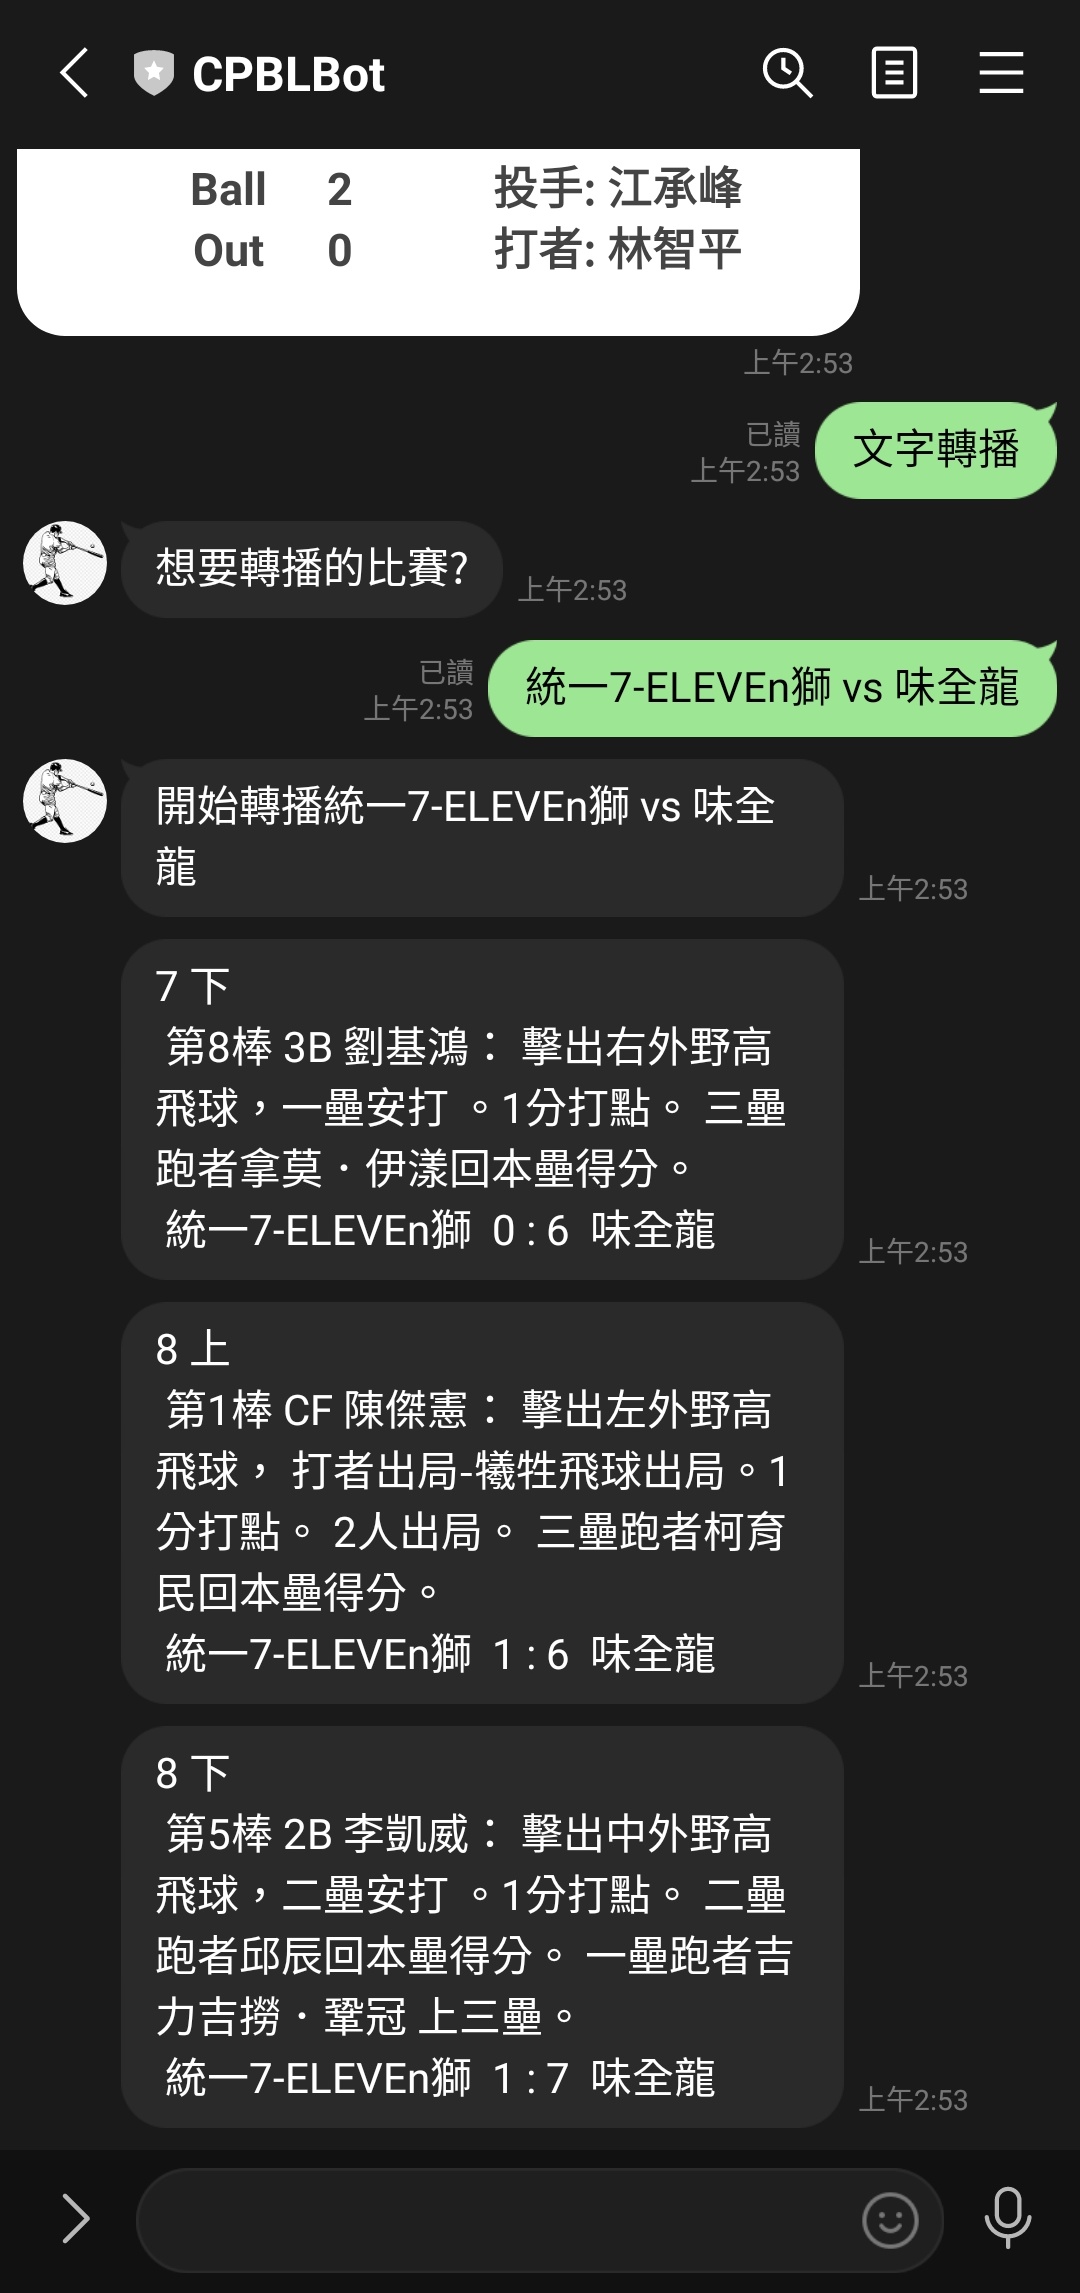 CPBLBot
Ball 2 投手: 江承峰
Out 0 打者: 林智平
上午2:53
已讀
上午2:53
文字轉播
想要轉播的比賽?
上午2:53
已讀
上午2:53
統一7-ELEVEn獅 vs 味全龍
開始轉播統一7-ELEVEn獅 vs 味全
龍
上午2:53
7 下
第8棒 3B 劉基鴻： 擊出右外野高
飛球，一壘安打 。1分打點。 三壘
跑者拿莫．伊漾回本壘得分。
統一7-ELEVEn獅 0 : 6 味全龍
上午2:53
8 上
第1棒 CF 陳傑憲： 擊出左外野高
飛球， 打者出局-犧牲飛球出局。1
分打點。 2人出局。 三壘跑者柯育
民回本壘得分。
統一7-ELEVEn獅 1 : 6 味全龍
上午2:53
8 下
第5棒 2B 李凱威： 擊出中外野高
飛球，二壘安打 。1分打點。 二壘
跑者邱辰回本壘得分。 一壘跑者吉
力吉撈．鞏冠 上三壘。
統一7-ELEVEn獅 1 : 7 味全龍
上午2:53